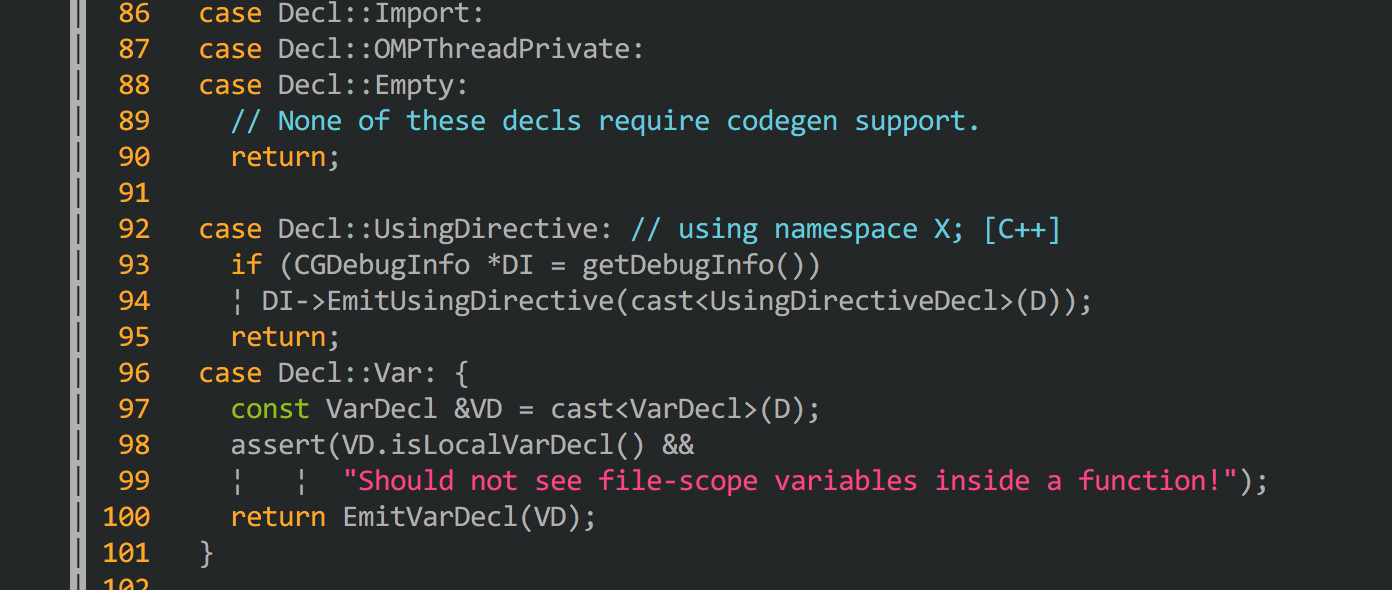 86 case Decl::Import:
87 case Decl::OMPThreadPrivate:
88 case Decl::Empty:
89 // None of these decls require codegen support.
90 return;
91
92 case Decl::UsingDirective: // using namespace X; [C++]
93 if (CGDebugInfo *DI = getDebugInfo())
94 ¦ DI->EmitUsingDirective(cast<UsingDirectiveDecl>(D));
95 return;
96 case Decl::Var: {
97 const VarDecl &VD = cast<VarDecl>(D);
98 assert(VD.isLocalVarDecl() &&
99 ¦ ¦ "Should not see file-scope variables inside a function!");
100 return EmitVarDecl(VD);
101 }
102